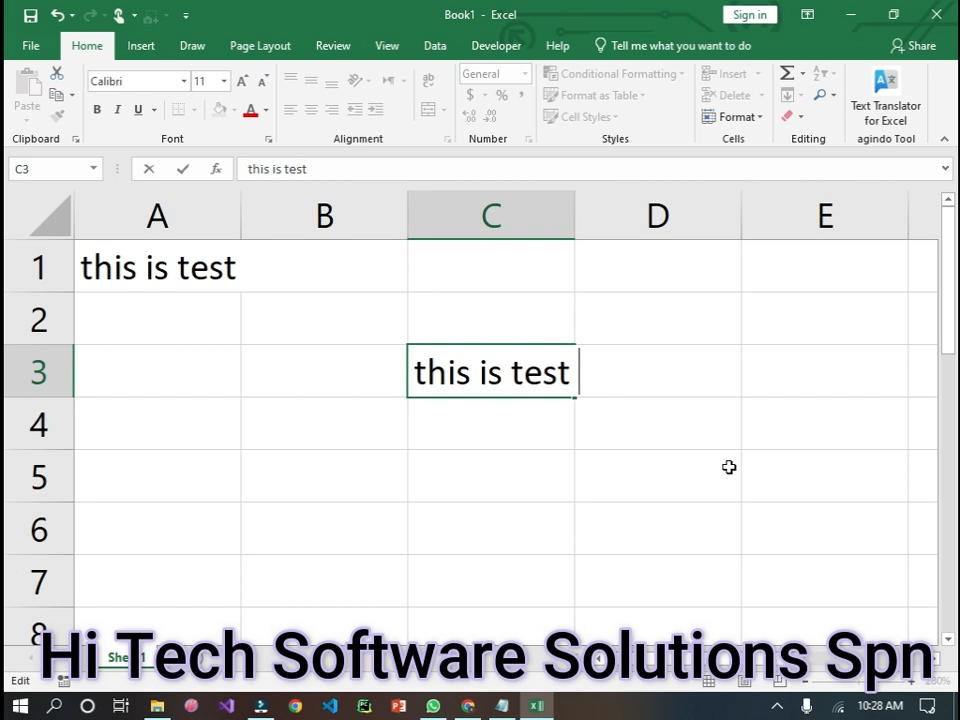 Book1 - Excel
Sign in
File Home Insert Draw Page Layout Review View Data Developer Help Tell me what you want to do Share
Paste Calibri 11 General Conditional Formatting Insert
$ % , Format as Table Delete
B I U A Cell Styles Format Text Translator for Excel
Clipboard Font Alignment Number Styles Cells Editing agindo Tool
C3 fx this is test
A B C D E
1 this is test
2
3 this is test
4
5
6
7
8
Hi Tech Software Solutions Spn
Edit
10:28 AM